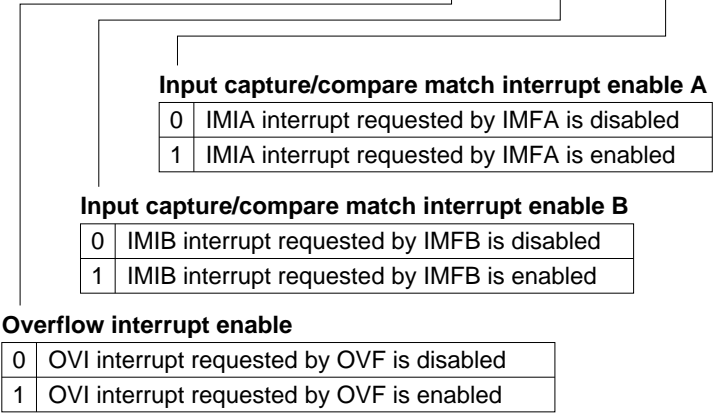 Input capture/compare match interrupt enable A
0 IMIA interrupt requested by IMFA is disabled
1 IMIA interrupt requested by IMFA is enabled
Input capture/compare match interrupt enable B
0 IMIB interrupt requested by IMFB is disabled
1 IMIB interrupt requested by IMFB is enabled
Overflow interrupt enable
0 OVI interrupt requested by OVF is disabled
1 OVI interrupt requested by OVF is enabled